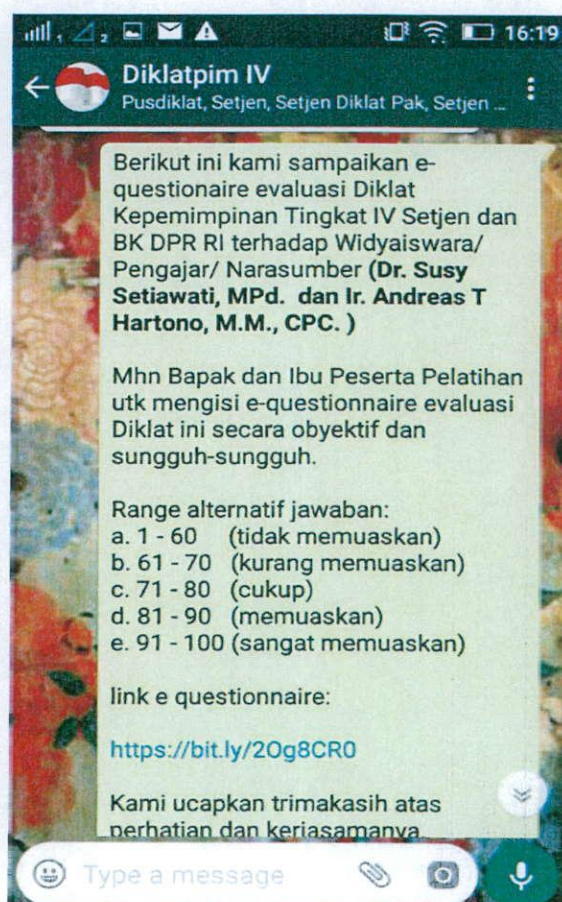 16:19
Diklatpim IV
Pusdiklat, Setjen, Setjen Diklat Pak, Setjen ...
Berikut ini kami sampaikan e-
questionaire evaluasi Diklat
Kepemimpinan Tingkat IV Setjen dan
BK DPR RI terhadap Widyaiswara/
Pengajar/ Narasumber (Dr. Susy
Setiawati, MPd. dan Ir. Andreas T
Hartono, M.M., CPC. )
Mhn Bapak dan Ibu Peserta Pelatihan
utk mengisi e-questionnaire evaluasi
Diklat ini secara obyektif dan
sungguh-sungguh.
Range alternatif jawaban:
a. 1 - 60 (tidak memuaskan)
b. 61 - 70 (kurang memuaskan)
c. 71 - 80 (cukup)
d. 81 - 90 (memuaskan)
e. 91 - 100 (sangat memuaskan)
link e questionnaire:
https://bit.ly/2Og8CR0
Kami ucapkan trimakasih atas
perhatian dan kerjasamanya
Type a message